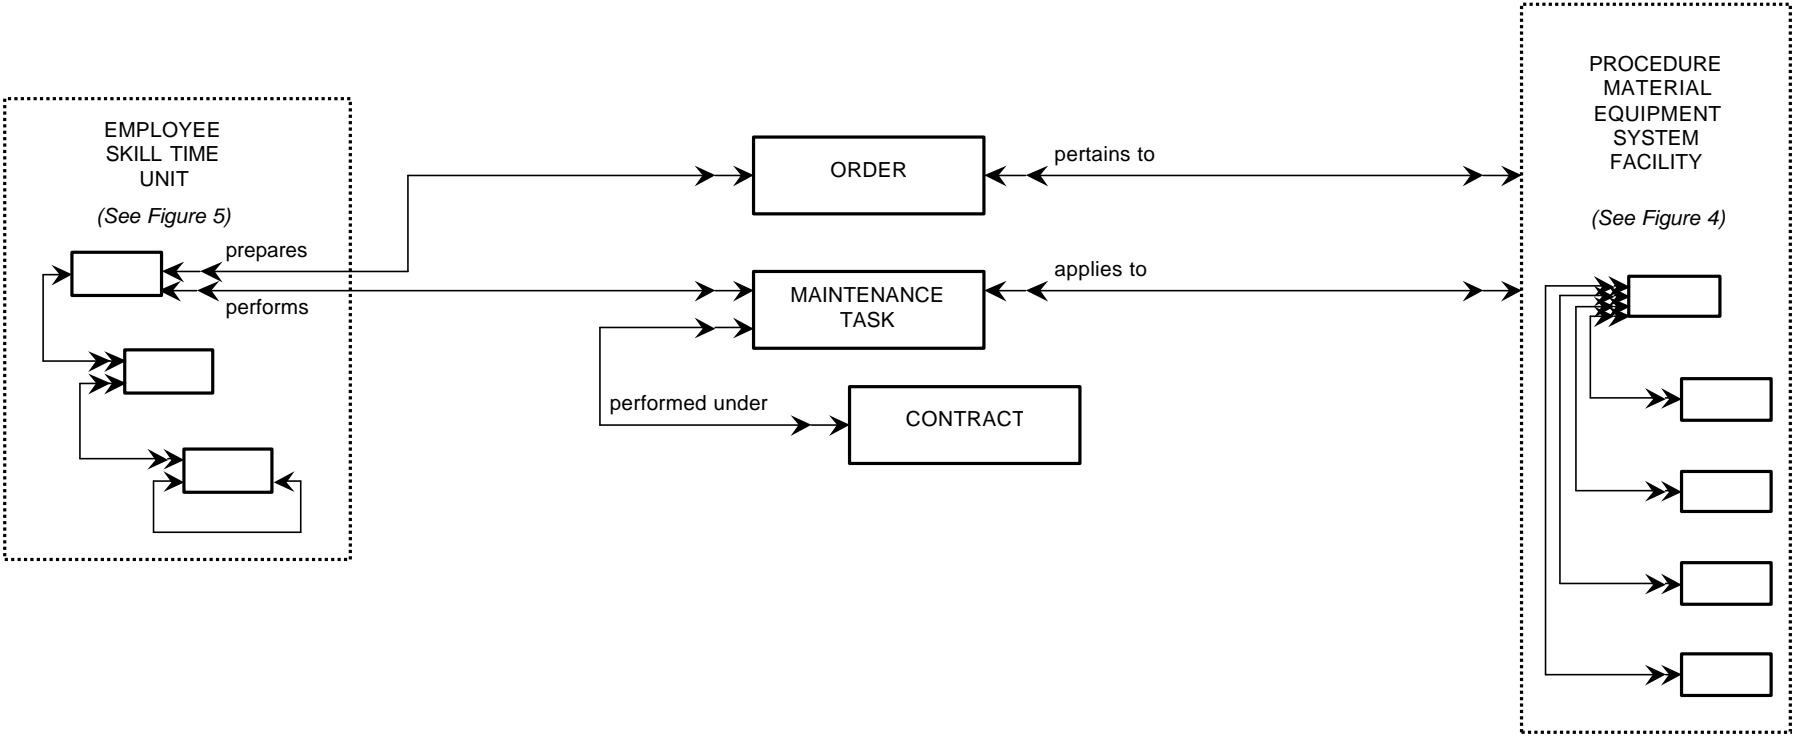 EMPLOYEE
SKILL TIME
UNIT
(See Figure 5)
prepares
performs
ORDER
pertains to
MAINTENANCE
TASK
applies to
performed under
CONTRACT
PROCEDURE
MATERIAL
EQUIPMENT
SYSTEM
FACILITY
(See Figure 4)